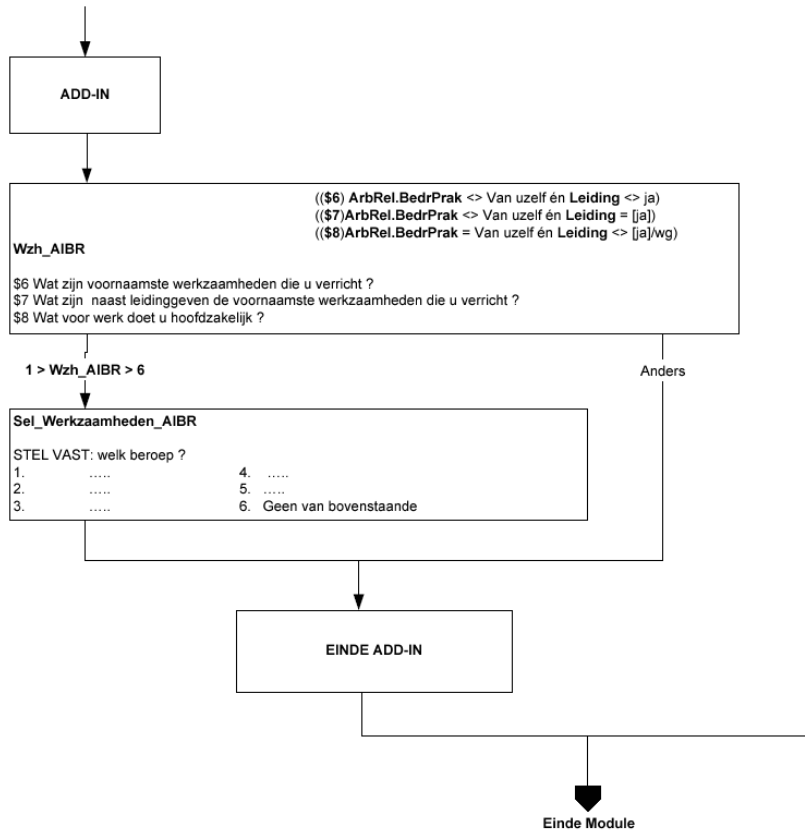 ADD-IN
(($6) ArbRel.BedrPrak <> Van uzelf én Leiding <> ja)
(($7)ArbRel.BedrPrak <> Van uzelf én Leiding = [ja])
(($8)ArbRel.BedrPrak = Van uzelf én Leiding <> [ja]/wg)
Wzh_AIBR
$6 Wat zijn voornaamste werkzaamheden die u verricht ?
$7 Wat zijn naast leidinggeven de voornaamste werkzaamheden die u verricht ?
$8 Wat voor werk doet u hoofdzakelijk ?
1 > Wzh_AIBR > 6 Anders
Sel_Werkzaamheden_AIBR
STEL VAST: welk beroep ?
1. ..... 4. .....
2. ..... 5. .....
3. ..... 6. Geen van bovenstaande
EINDE ADD-IN
Einde Module